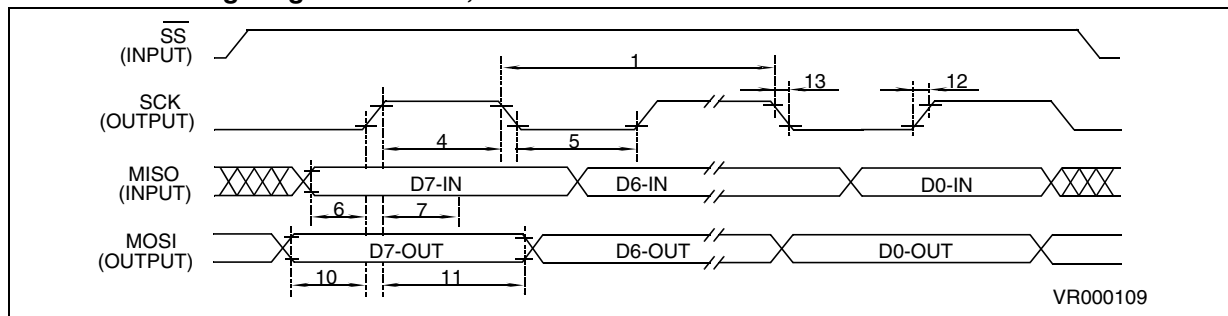 SS
(INPUT)
1
13
12
SCK
(OUTPUT)
4
5
MISO
(INPUT)
D7-IN
D6-IN
D0-IN
6
7
MOSI
(OUTPUT)
D7-OUT
D6-OUT
D0-OUT
10
11
VR000109